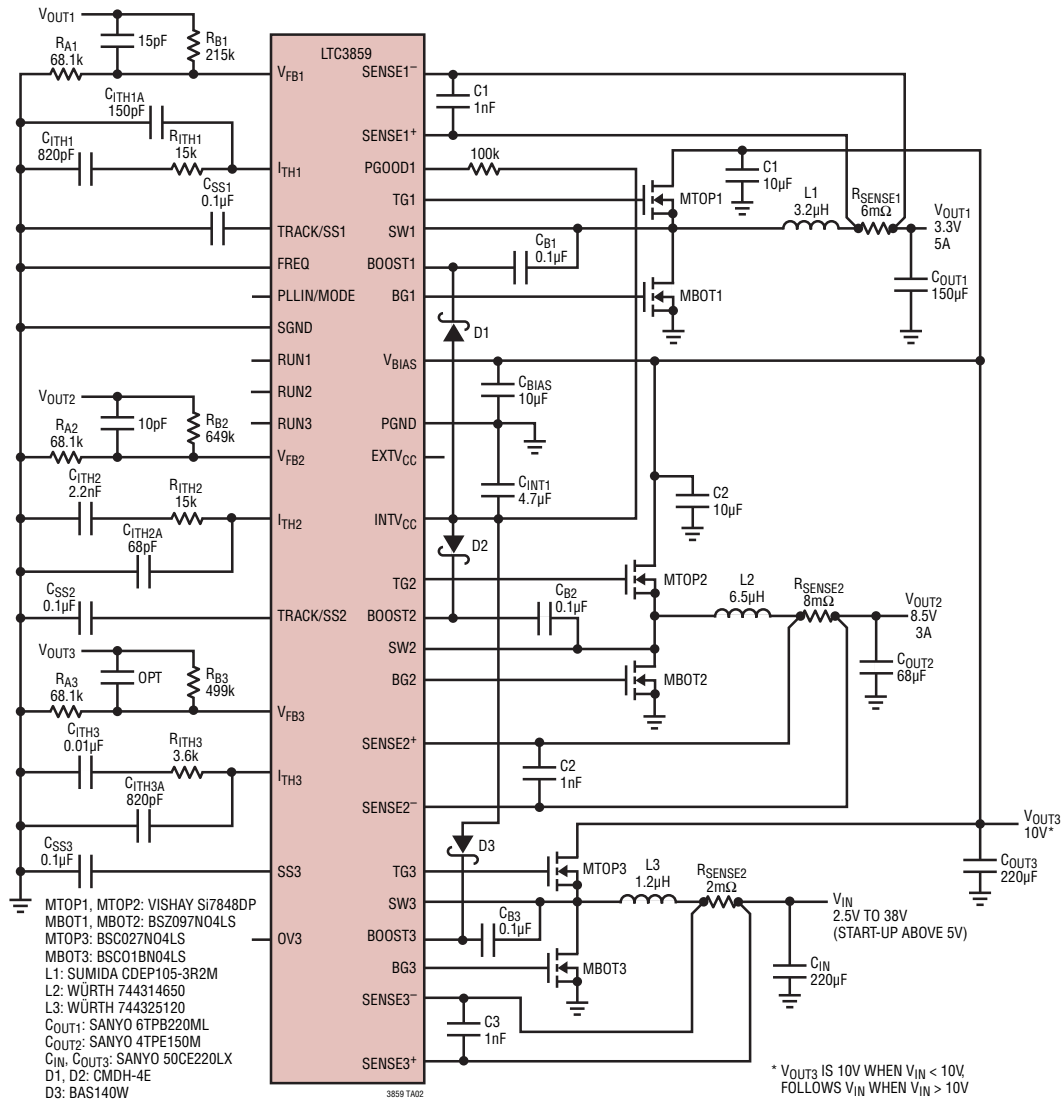 VOUT1
15pF
RB1
215k
RA1
68.1k
CITH1A
150pF
CITH1
820pF
RITH1
15k
CSS1
0.1µF
VOUT2
10pF
RB2
649k
RA2
68.1k
CITH2
2.2nF
RITH2
15k
CITH2A
68pF
CSS2
0.1µF
VOUT3
OPT
RB3
499k
RA3
68.1k
CITH3
0.01µF
RITH3
3.6k
CITH3A
820pF
CSS3
0.1µF
LTC3859
VFB1
ITH1
TRACK/SS1
FREQ
PLLIN/MODE
SGND
RUN1
RUN2
RUN3
VFB2
ITH2
TRACK/SS2
VFB3
ITH3
SS3
OV3
SENSE1–
SENSE1+
PGOOD1
TG1
SW1
BOOST1
BG1
VBIAS
PGND
EXTVCC
INTVCC
TG2
BOOST2
SW2
BG2
SENSE2+
SENSE2–
TG3
SW3
BOOST3
BG3
SENSE3–
SENSE3+
C1
1nF
100k
C1
10µF
MTOP1
L1
3.2µH
RSENSE1
6mΩ
VOUT1
3.3V
5A
CB1
0.1µF
MBOT1
COUT1
150µF
D1
CBIAS
10µF
CINT1
4.7µF
C2
10µF
D2
MTOP2
L2
6.5µH
RSENSE2
8mΩ
VOUT2
8.5V
3A
CB2
0.1µF
MBOT2
COUT2
68µF
C2
1nF
VOUT3
10V*
D3
MTOP3
COUT3
220µF
L3
1.2µH
RSENSE2
2mΩ
VIN
2.5V TO 38V
(START-UP ABOVE 5V)
CB3
0.1µF
MBOT3
CIN
220µF
C3
1nF
MTOP1, MTOP2: VISHAY Si7848DP
MBOT1, MBOT2: BSZ097NO4LS
MTOP3: BSC027NO4LS
MBOT3: BSCO1BN04LS
L1: SUMIDA CDEP105-3R2M
L2: WÜRTH 744314650
L3: WÜRTH 744325120
COUT1: SANYO 6TPB220ML
COUT2: SANYO 4TPE150M
CIN, COUT3: SANYO 50CE220LX
D1, D2: CMDH-4E
D3: BAS140W
3859 TA02
* VOUT3 IS 10V WHEN VIN < 10V,
FOLLOWS VIN WHEN VIN > 10V